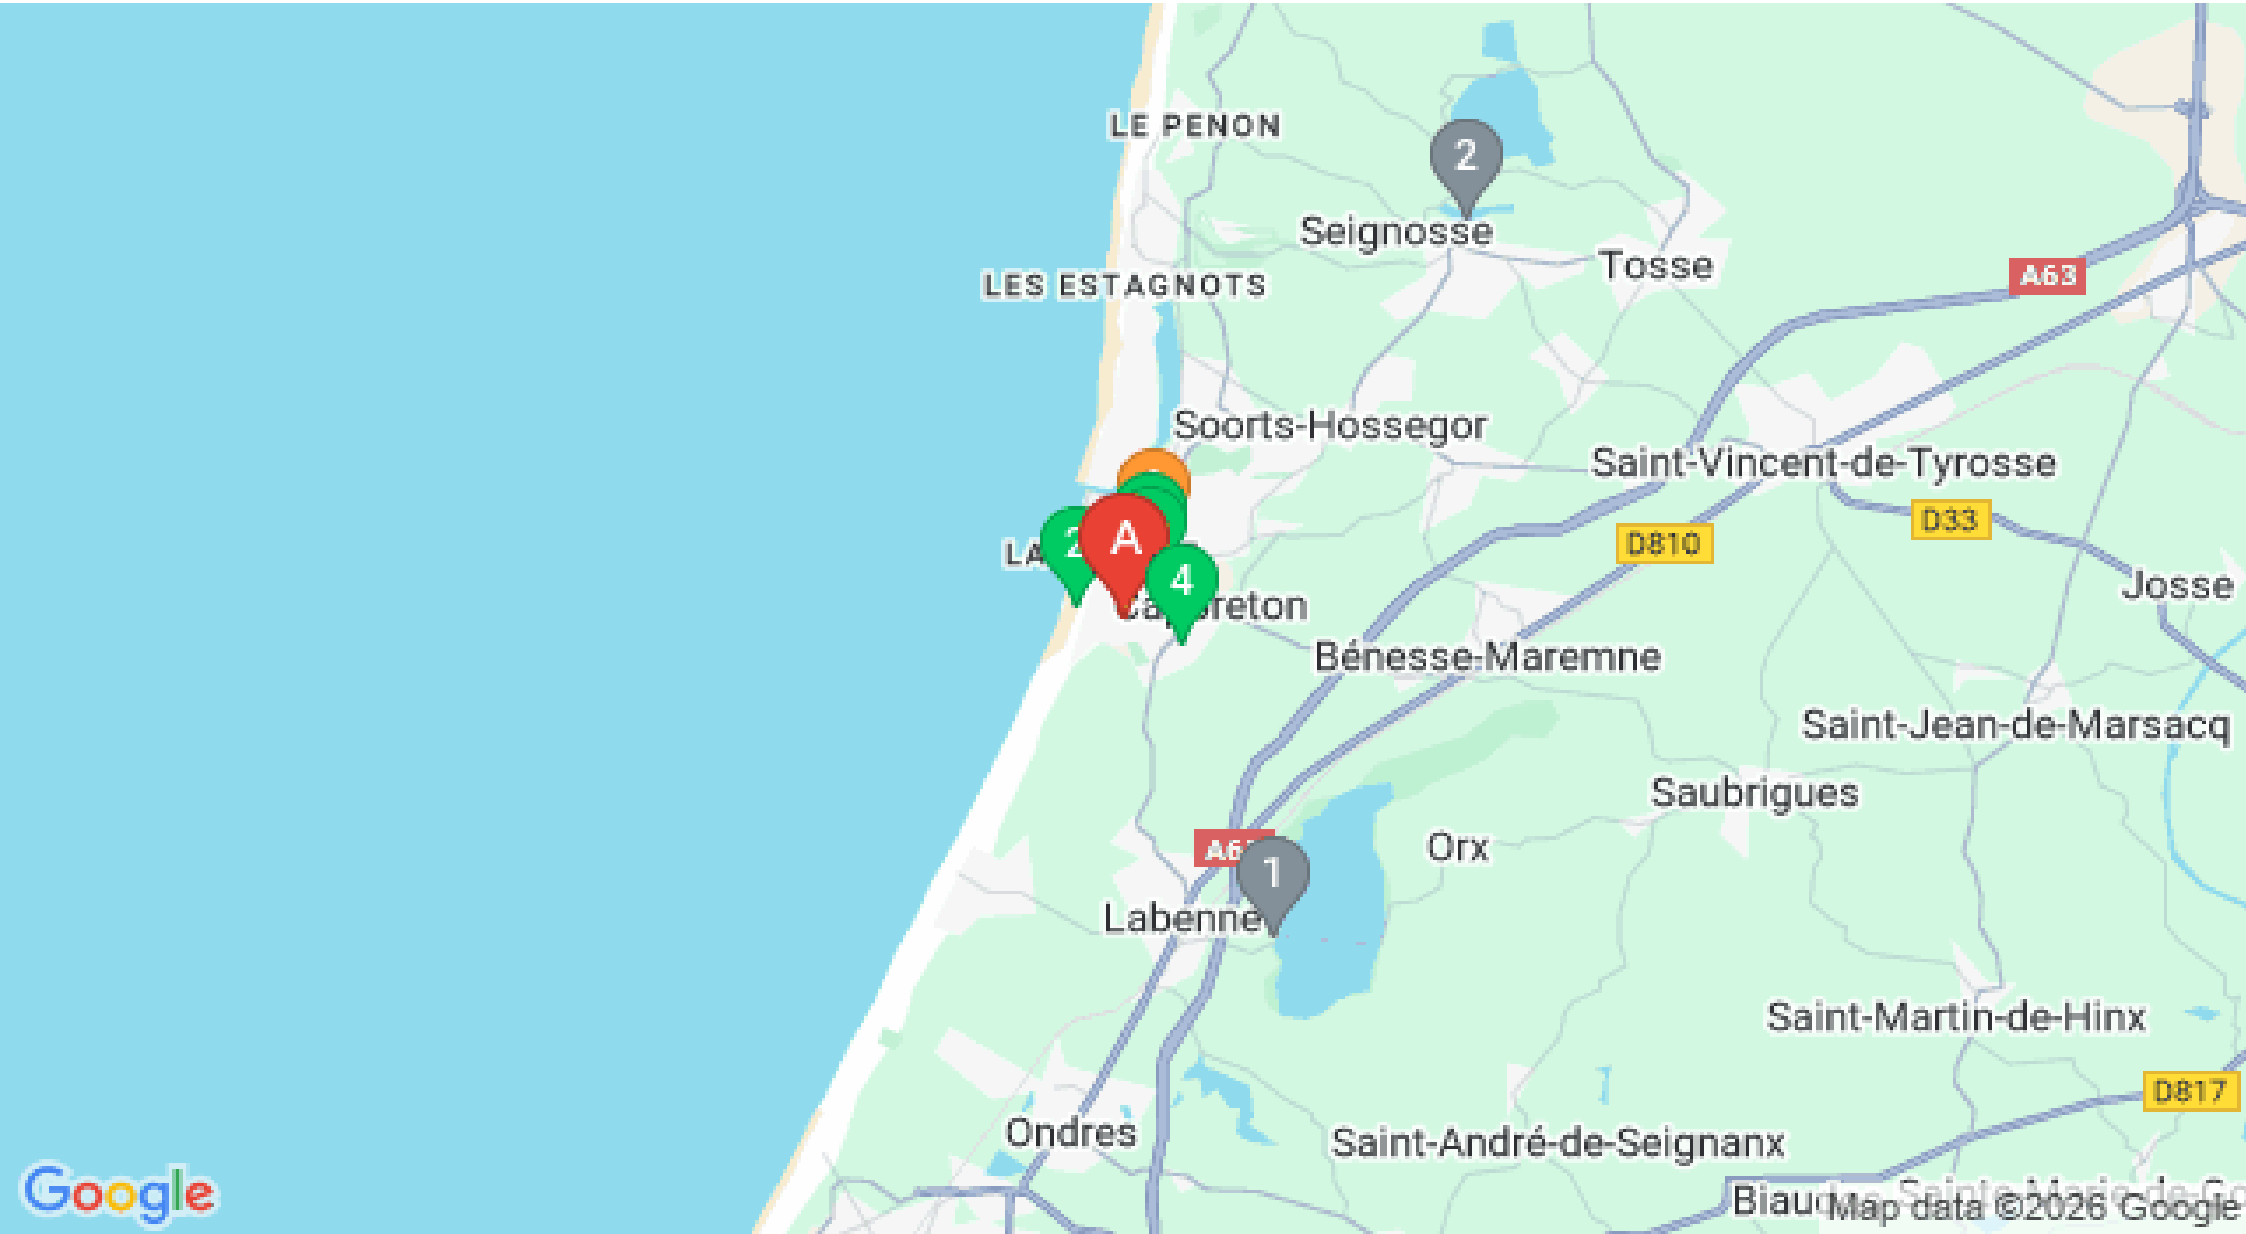 LE PENON
2
Seignosse
Tosse
A63
LES ESTAGNOTS
Soorts-Hossegor
Saint-Vincent-de-Tyrosse
D33
D810
A
2
LA
4
Josse
Bénesse-Maremne
Saint-Jean-de-Marsacq
Saubrigues
Orx
1
Labenne
Saint-Martin-de-Hinx
D817
Ondres
Saint-André-de-Seignanx
Google
Map data ©2026 Google